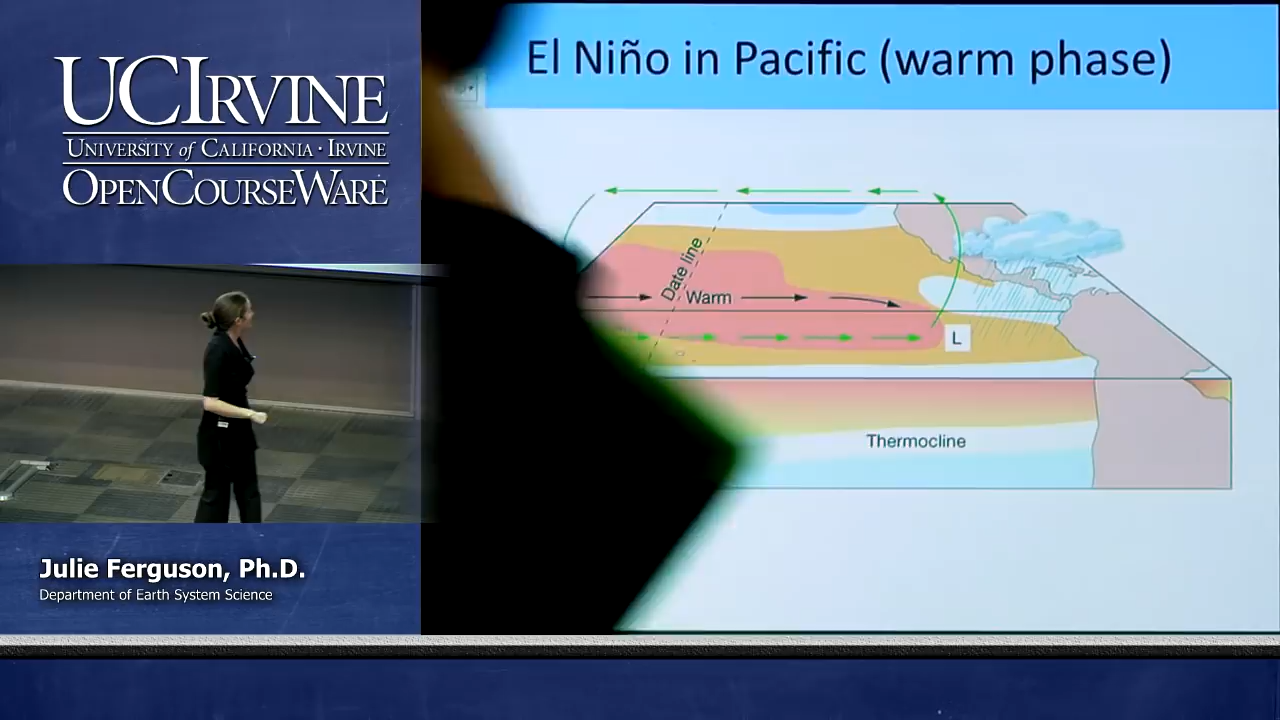 UCIRVINE
UNIVERSITY of CALIFORNIA · IRVINE
OPENCOURSEWARE
El Niño in Pacific (warm phase)
Date line
Warm
L
Thermocline
Julie Ferguson, Ph.D.
Department of Earth System Science